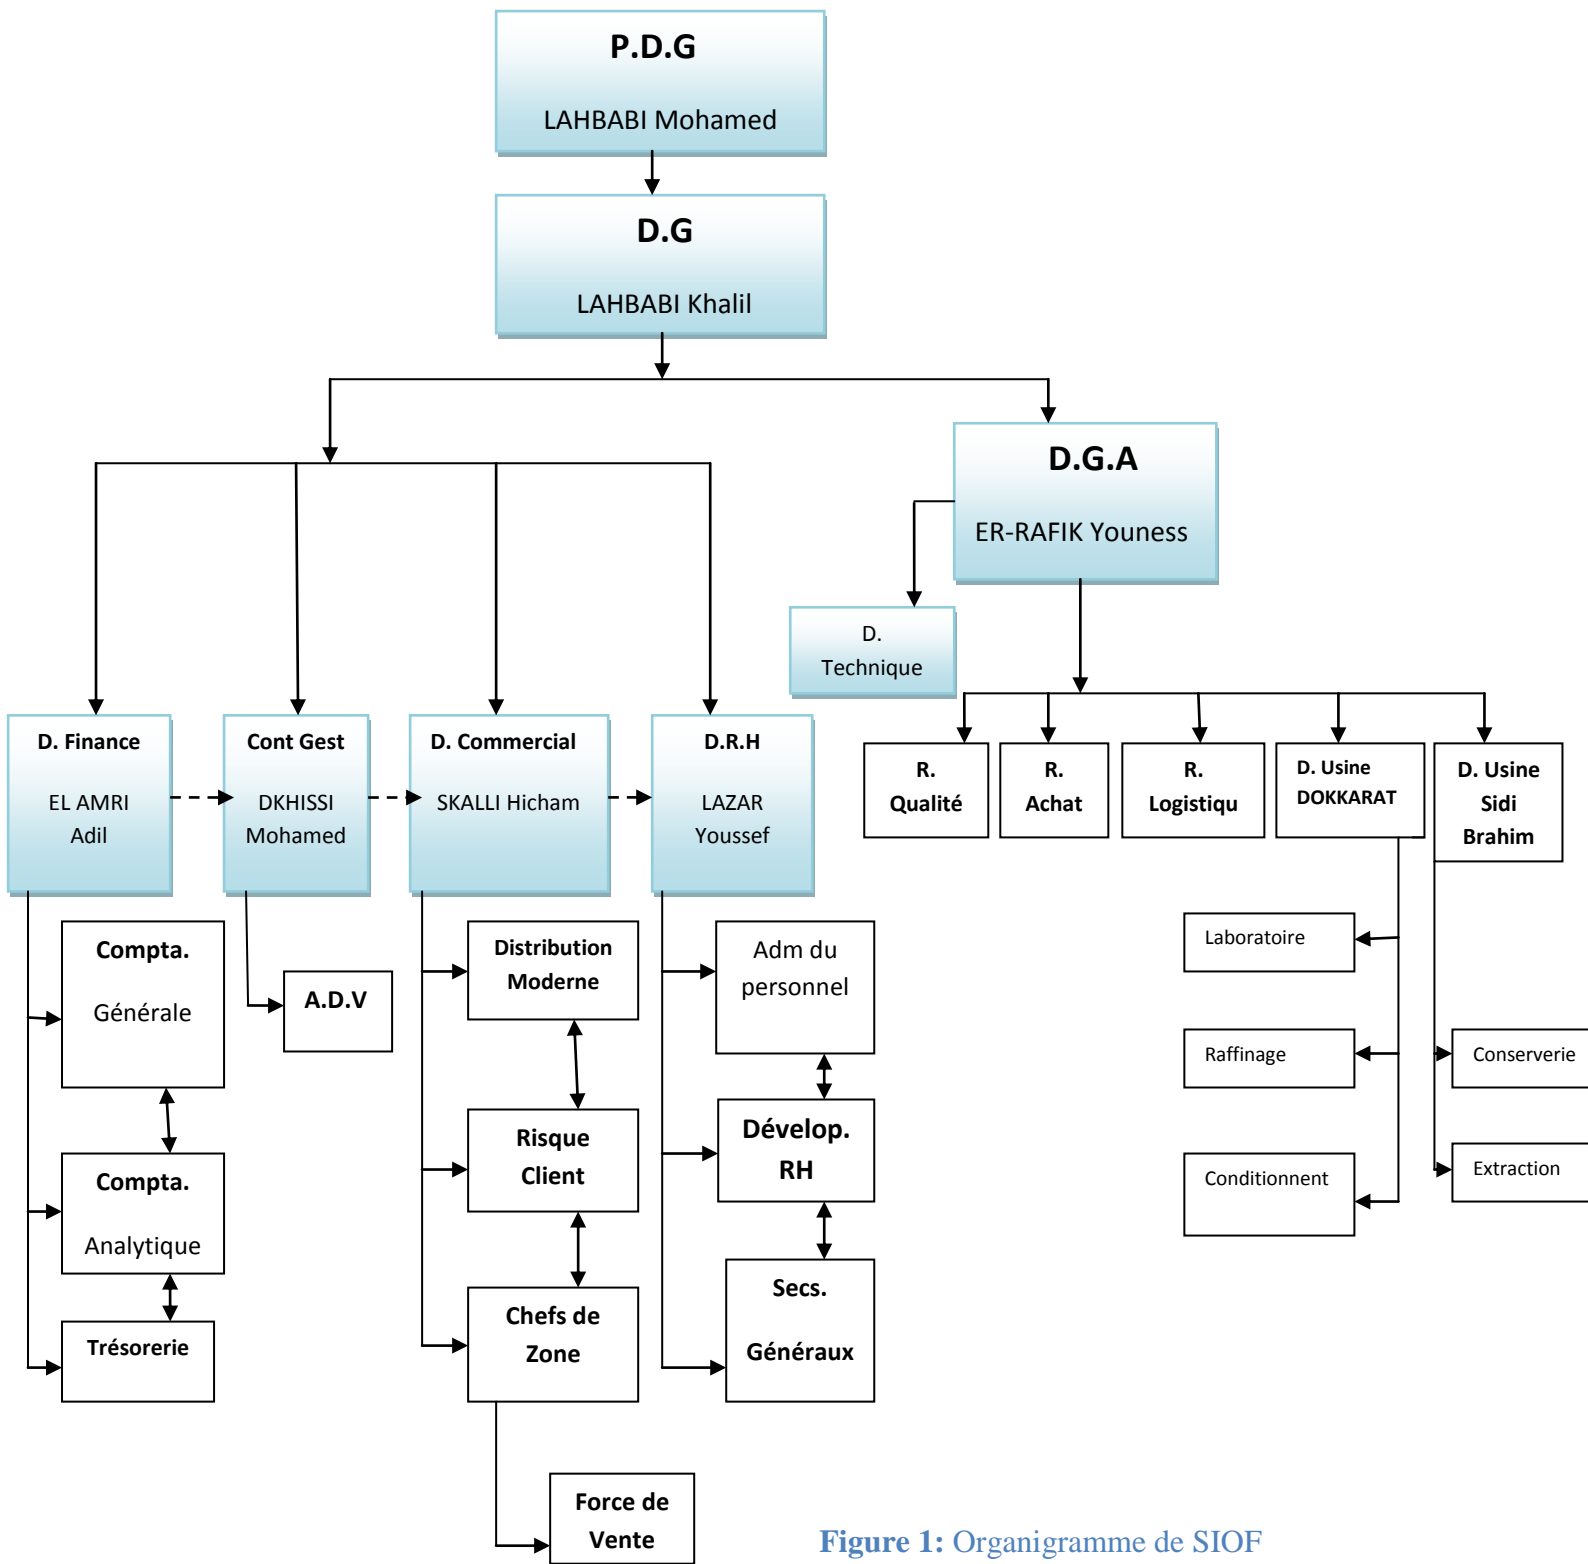 P.D.G
LAHBABI Mohamed
D.G
LAHBABI Khalil
D.G.A
ER-RAFIK Youness
D.
Technique
D. Finance
EL AMRI
Adil
Cont Gest
DKHISSI
Mohamed
D. Commercial
SKALLI Hicham
D.R.H
LAZAR
Youssef
R.
Qualité
R.
Achat
R.
Logistiqu
D. Usine
DOKKARAT
D. Usine
Sidi
Brahim
Compta.
Générale
Compta.
Analytique
Trésorerie
A.D.V
Distribution
Moderne
Risque
Client
Chefs de
Zone
Force de
Vente
Adm du
personnel
Dévelop.
RH
Secs.
Généraux
Laboratoire
Raffinage
Conditionnent
Conserverie
Extraction
Figure 1: Organigramme de SIOF